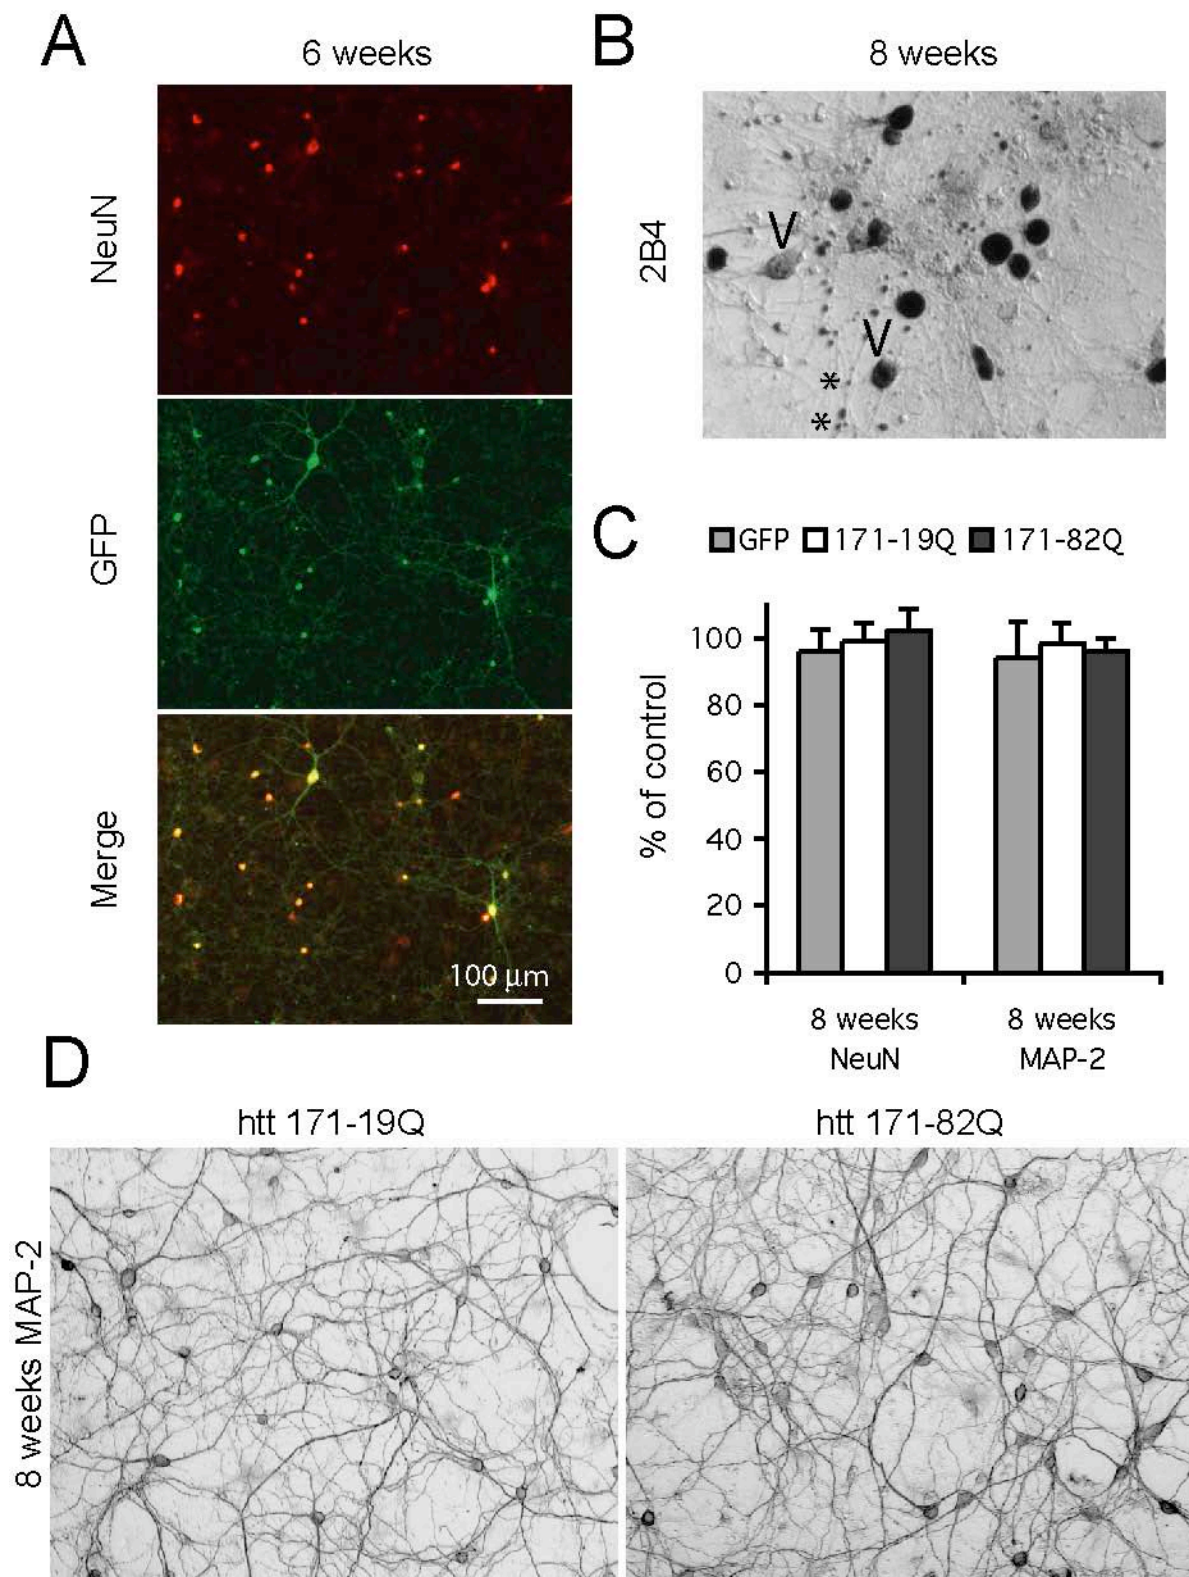 A
6 weeks
NeuN
GFP
Merge
100 µm
B
8 weeks
2B4
V
V
*
*
C
GFP 171-19Q 171-82Q
% of control
100
80
60
40
20
0
8 weeks NeuN
8 weeks MAP-2
D
htt 171-19Q
htt 171-82Q
8 weeks MAP-2